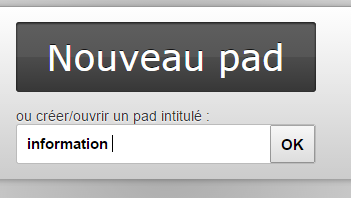 Nouveau pad
ou créer/ouvrir un pad intitulé :
information
OK